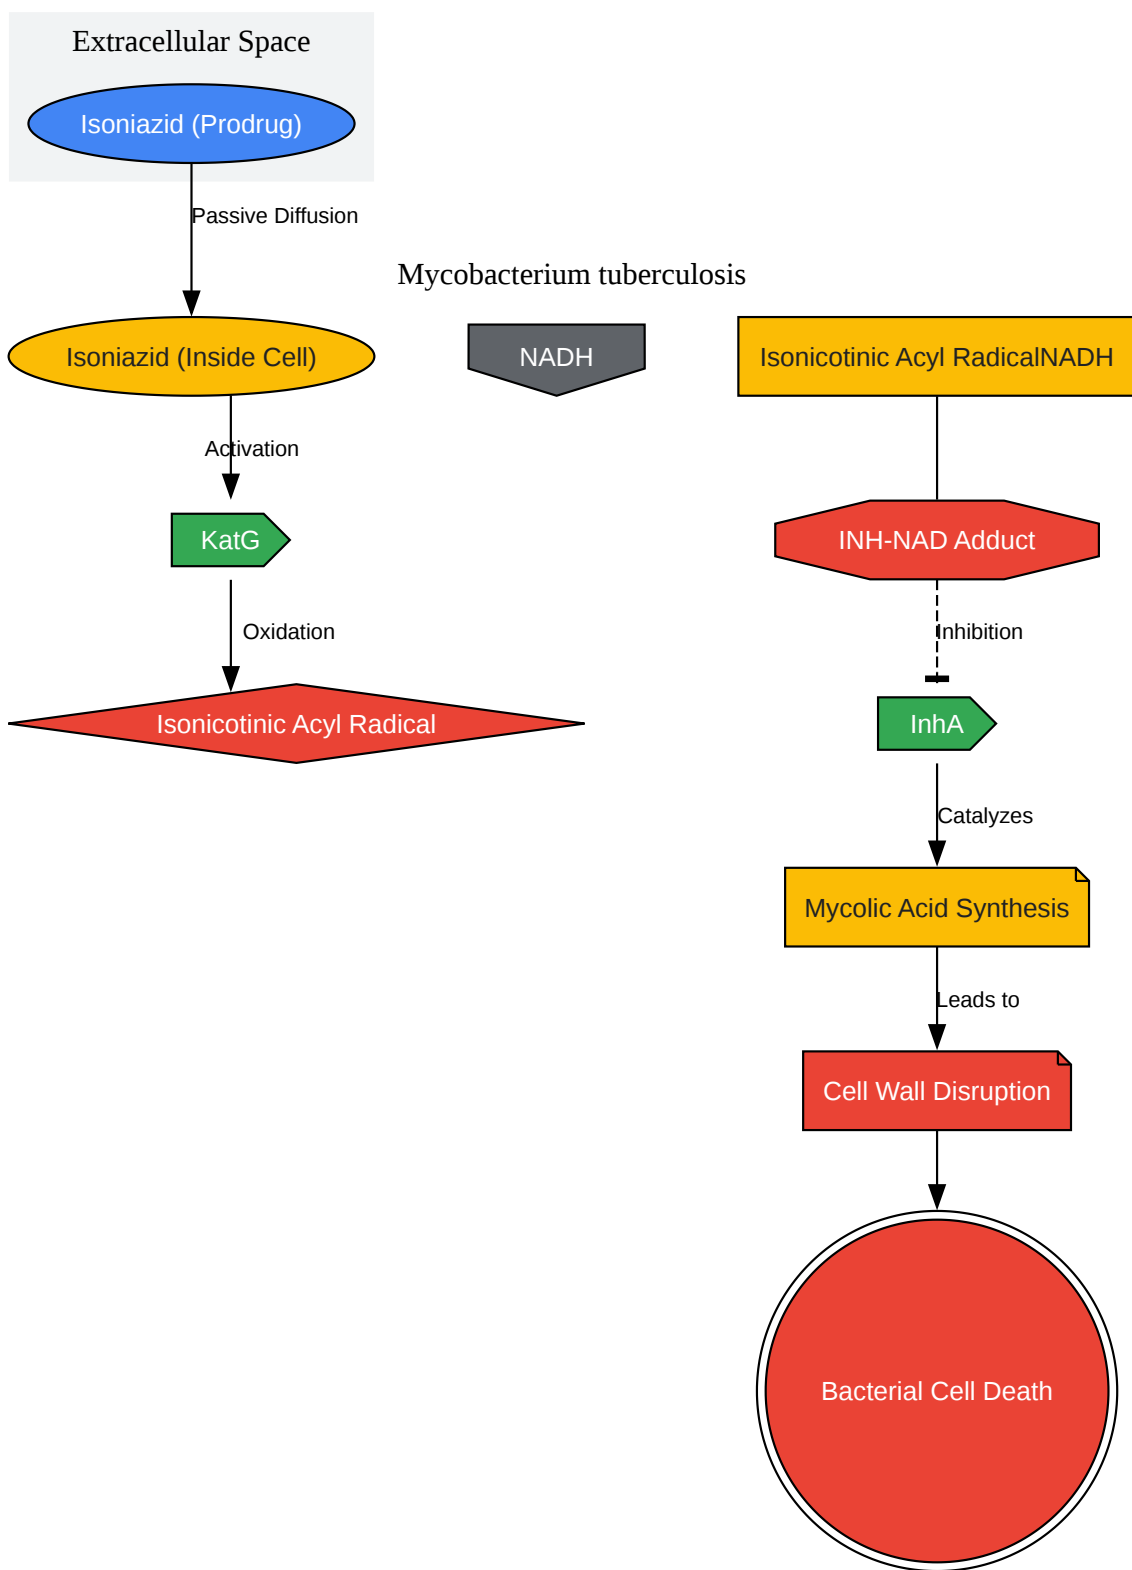 Extracellular Space
Isoniazid (Prodrug)
Passive Diffusion
Mycobacterium tuberculosis
Isoniazid (Inside Cell)
NADH
Isonicotinic Acyl RadicalNADH
Activation
KatG
INH-NAD Adduct
Oxidation
Inhibition
Isonicotinic Acyl Radical
InhA
Catalyzes
Mycolic Acid Synthesis
Leads to
Cell Wall Disruption
Bacterial Cell Death